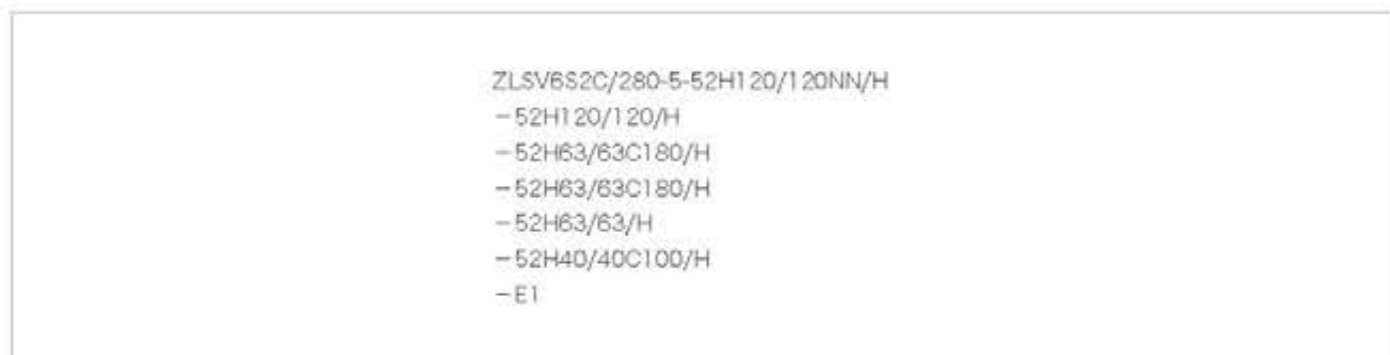 ZLSV6S2C/280-5-52H120/120NN/H
－52H120/120/H
－52H63/63C180/H
－52H63/63C180/H
－52H63/63/H
－52H40/40C100/H
－E1